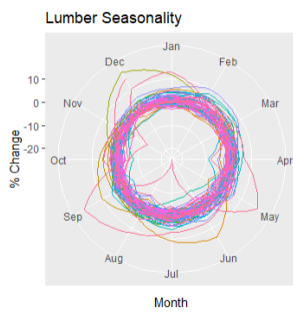 Lumber Seasonality
Jan
Dec
Feb
10
Nov
Mar
0
-10
-20
Oct
Apr
% Change
Sep
May
Aug
Jun
Jul
Month